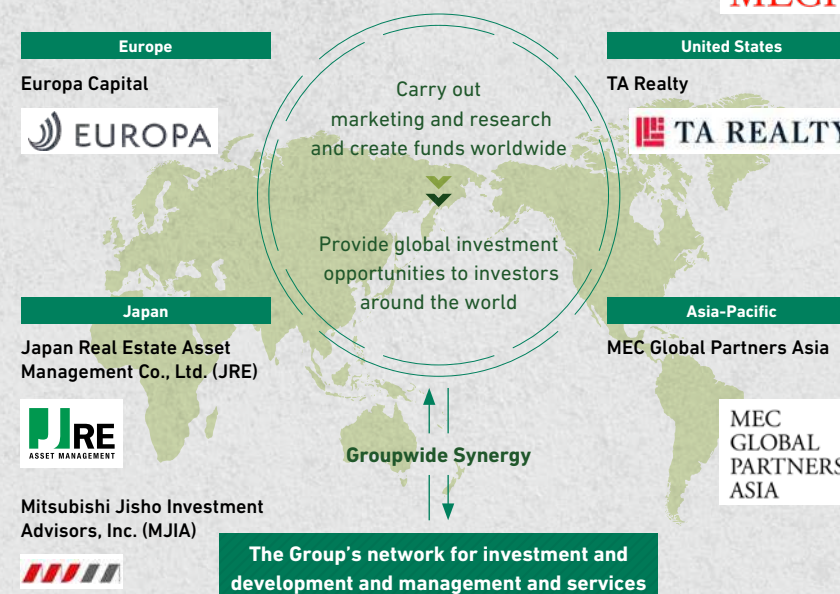 Europe
Europa Capital
EUROPA
Carry out
marketing and research
and create funds worldwide
Provide global investment
opportunities to investors
around the world
United States
TA Realty
TA REALTY
Japan
Japan Real Estate Asset
Management Co., Ltd. (JRE)
JRE
ASSET MANAGEMENT
Mitsubishi Jisho Investment
Advisors, Inc. (MJIA)
Asia-Pacific
MEC Global Partners Asia
MEC
GLOBAL
PARTNERS
ASIA
Groupwide Synergy
The Group's network for investment and
development and management and services